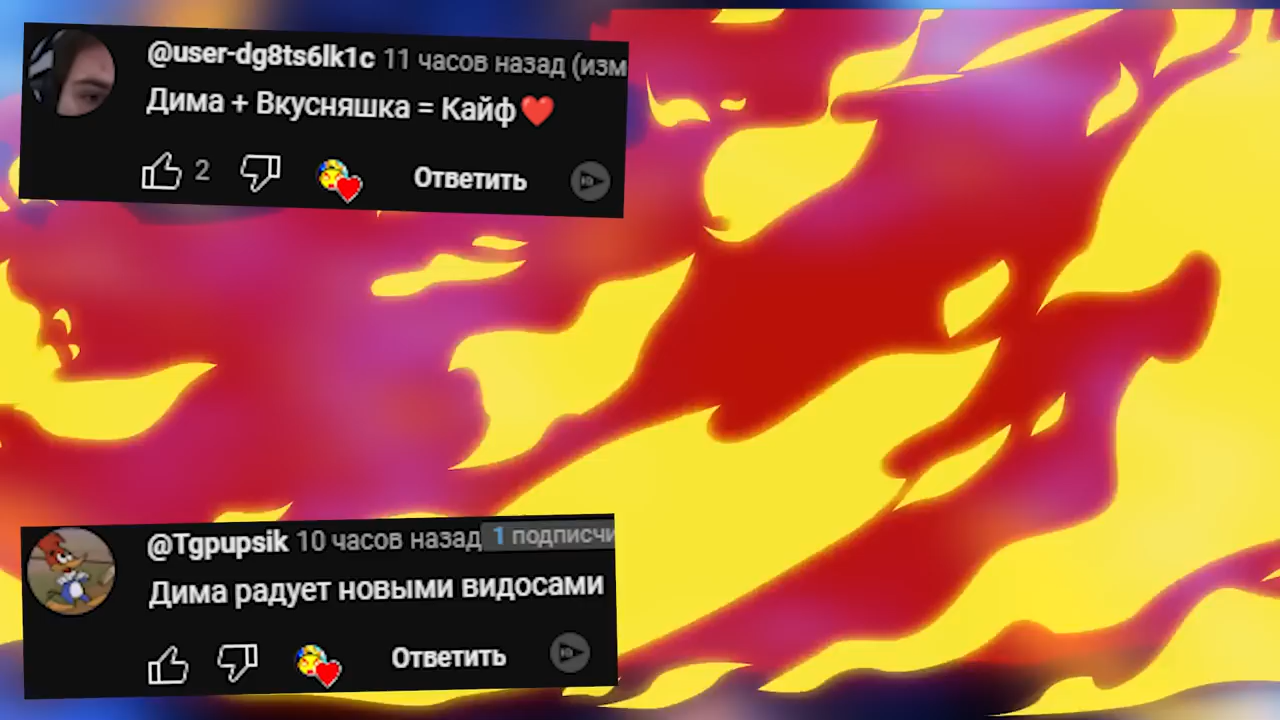 @user-dg8ts6lk1c 11 часов назад (изм
Дима + Вкусняшка = Кайф❤️
2 Ответить
@Tgpupsik 10 часов назад 1 подписчи
Дима радует новыми видосами
Ответить